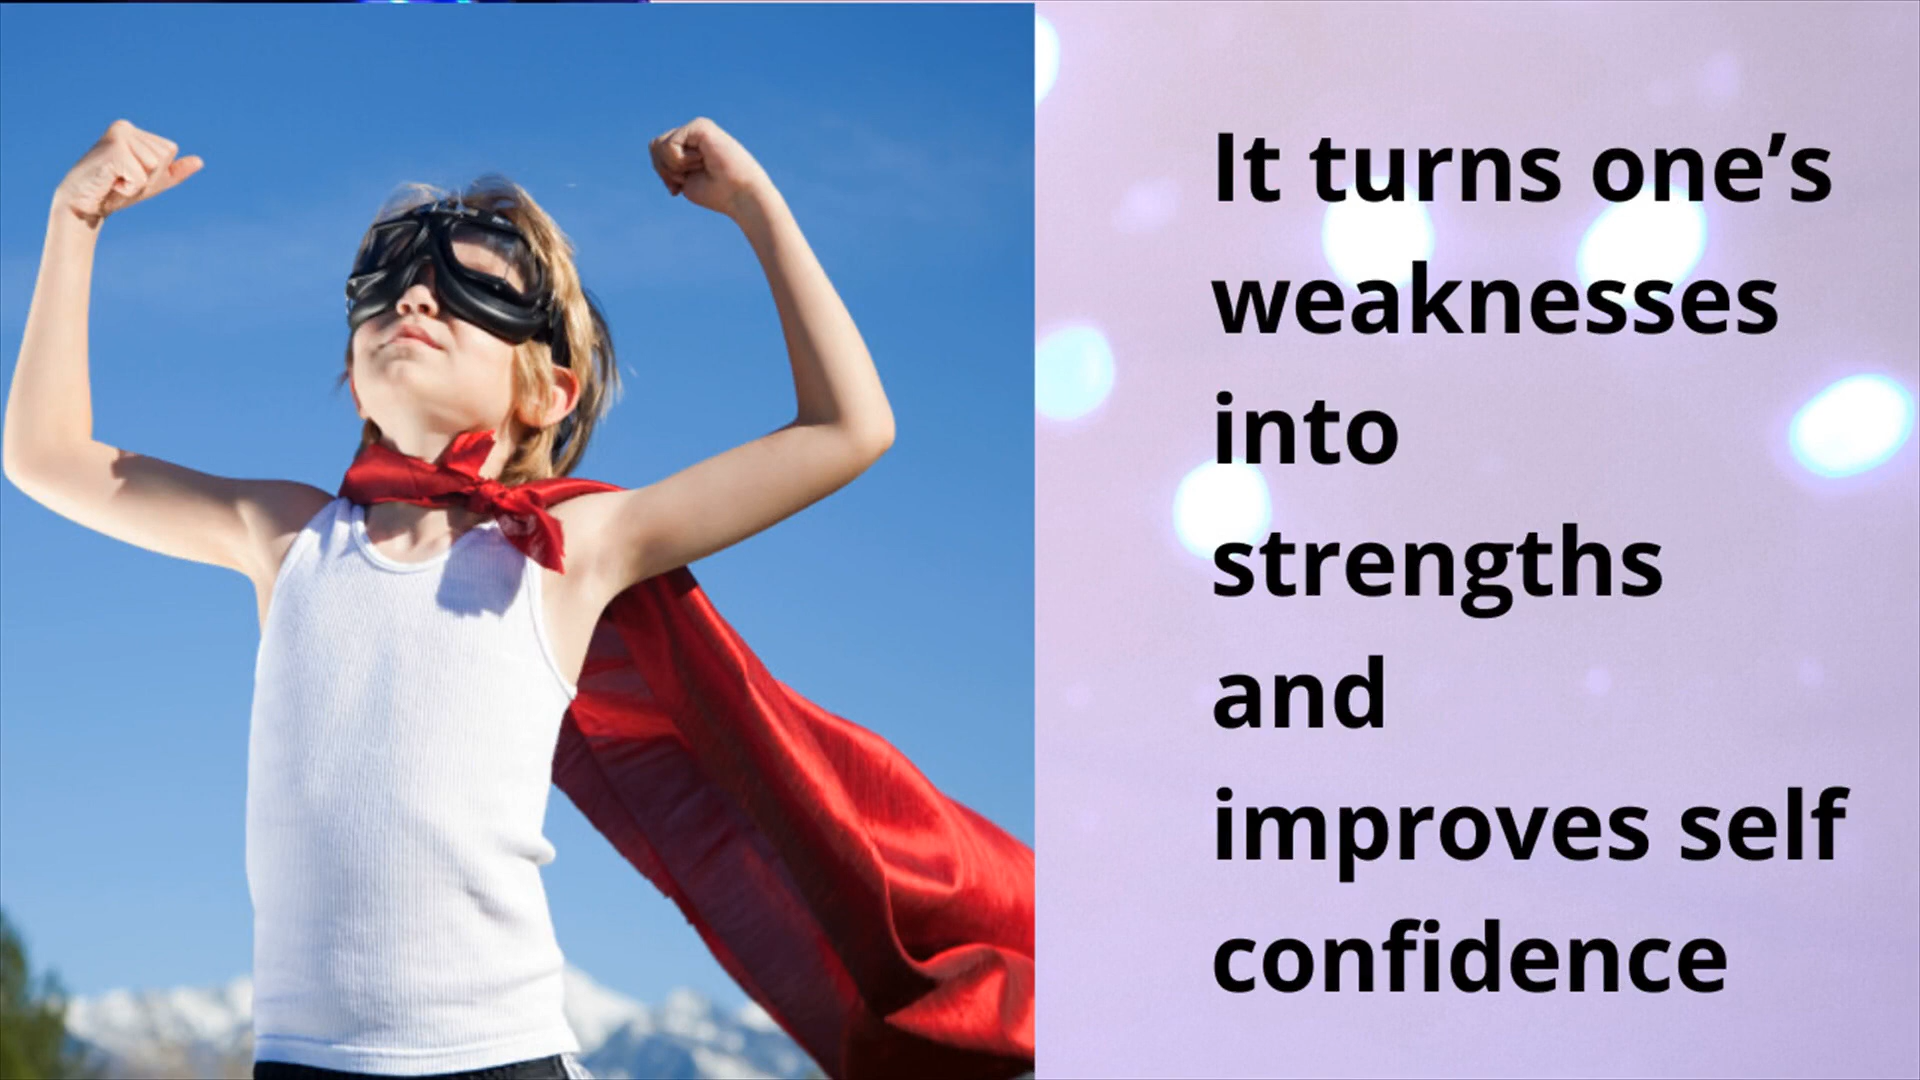 It turns one’s
weaknesses
into
strengths
and
improves self
confidence